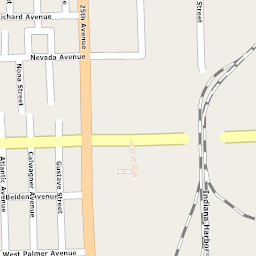 Richard Avenue
25th Avenue
Street
Nevada Avenue
Nona Street
Atlantic Avenue
Calwagner Avenue
Gustave Street
Belden Avenue
Indiana Harbor
West Palmer Avenue